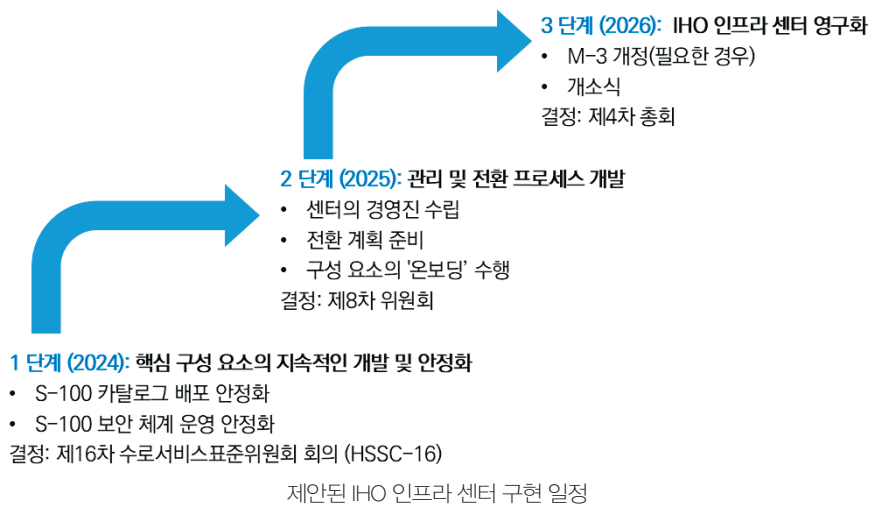 3 단계 (2026): IHO 인프라 센터 영구화
• M-3 개정(필요한 경우)
• 개소식
결정: 제4차 총회
2 단계 (2025): 관리 및 전환 프로세스 개발
• 센터의 경영진 수립
• 전환 계획 준비
• 구성 요소의 '온보딩’ 수행
결정: 제8차 위원회
1 단계 (2024): 핵심 구성 요소의 지속적인 개발 및 안정화
• S-100 카탈로그 배포 안정화
• S-100 보안 체계 운영 안정화
결정: 제16차 수로서비스표준위원회 회의 (HSSC-16)
제안된 IHO 인프라 센터 구현 일정